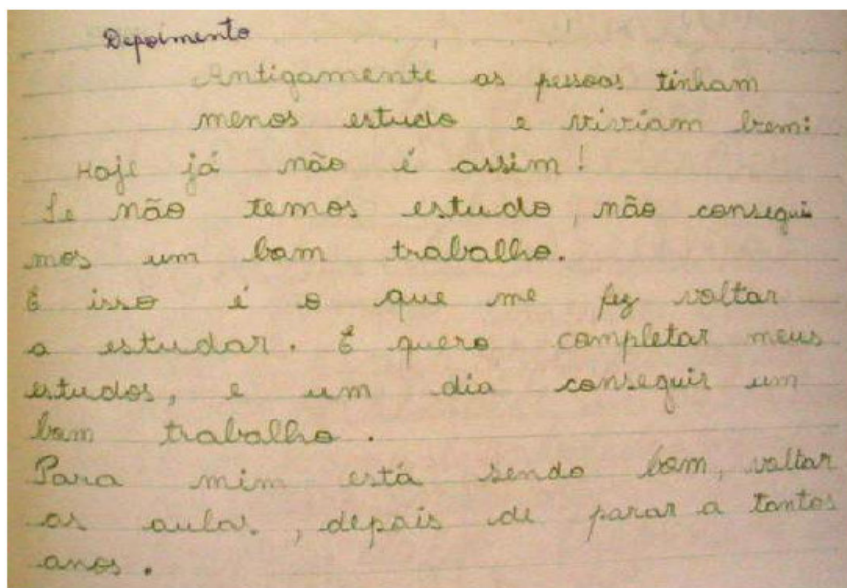 Depoimento
Antigamente as pessoas tinham
menos estudo e viviam bem:
Hoje já não é assim!
Se não temos estudo, não consegui
mos um bom trabalho.
E isso é o que me fez voltar
a estudar. E quero completar meus
estudos, e um dia conseguir um
bom trabalho.
Para mim está sendo bom, voltar
as aulas, depois de parar a tantos
anos.